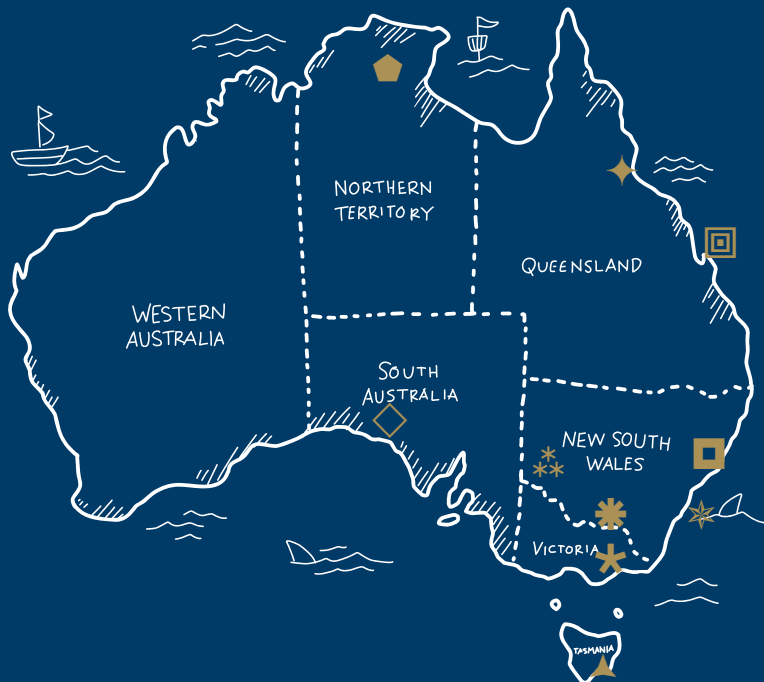 NORTHERN
TERRITORY
QUEENSLAND
WESTERN
AUSTRALIA
SOUTH
AUSTRALIA
NEW SOUTH
WALES
VICTORIA
TASMANIA